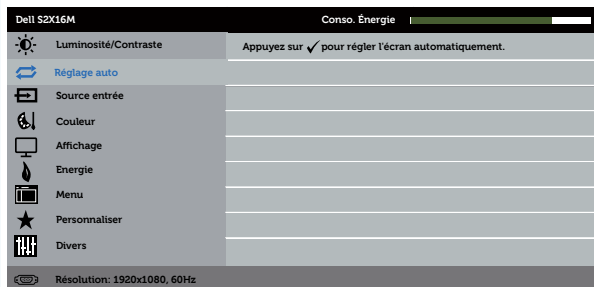 Dell S2X16M Conso. Énergie
Luminosité/Contraste Appuyez sur ✓ pour régler l'écran automatiquement.
Réglage auto
Source entrée
Couleur
Affichage
Energie
Menu
Personnaliser
Divers
Résolution: 1920x1080, 60Hz